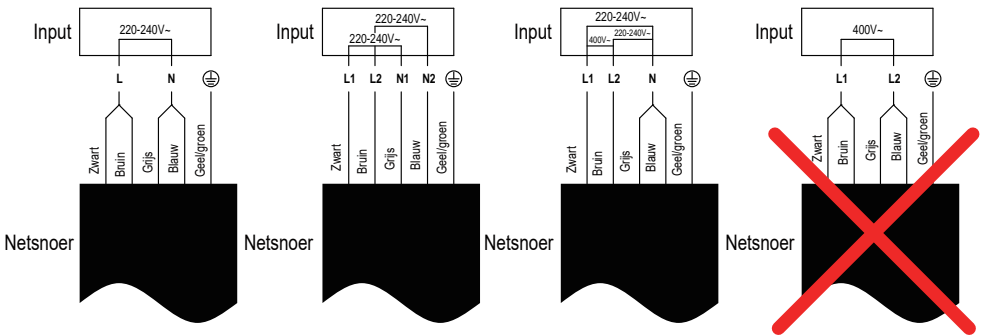 Input
220-240V~
L N
Zwart
Bruin
Grijs
Blauw
Geel/groen
Netsnoer
Input
220-240V~
220-240V~
L1 L2 N1 N2
Zwart
Bruin
Grijs
Blauw
Geel/groen
Netsnoer
Input
220-240V~
400V~ 220-240V~
L1 L2 N
Zwart
Bruin
Grijs
Blauw
Geel/groen
Netsnoer
Input
400V~
L1 L2
Zwart
Bruin
Grijs
Blauw
Geel/groen
Netsnoer